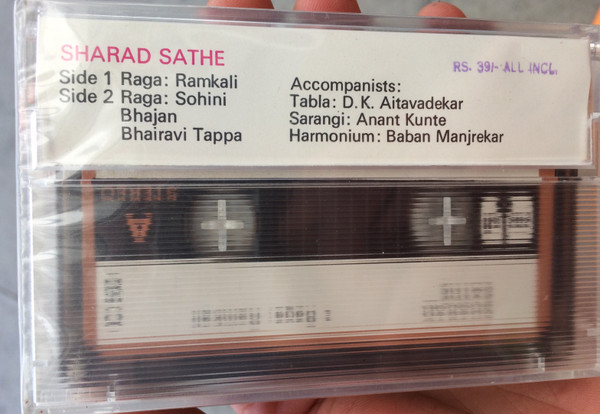 SHARAD SATHE
Side 1 Raga: Ramkali
Side 2 Raga: Sohini
Bhajan
Bhairavi Tappa
RS. 39/- ALL INCL.
Accompanists:
Tabla: D. K. Aitavadekar
Sarangi: Anant Kunte
Harmonium: Baban Manjrekar
A